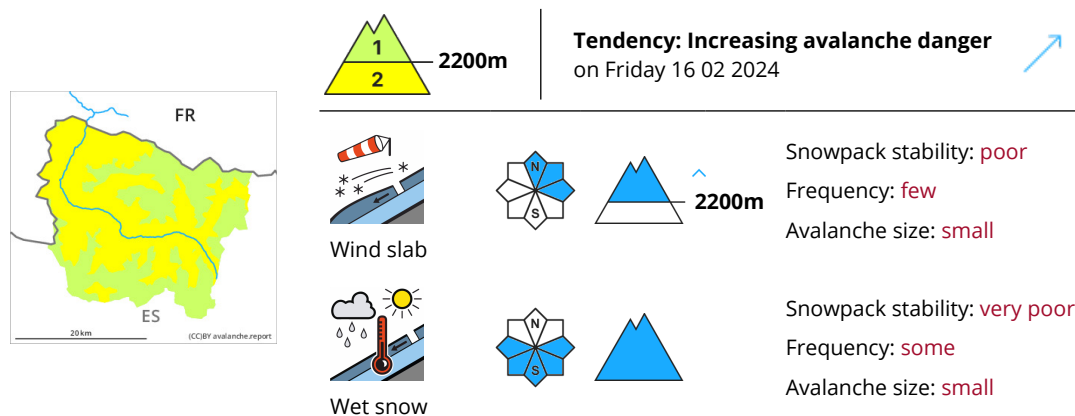 1
2
2200m
Tendency: Increasing avalanche danger
on Friday 16 02 2024
FR
ES
20 km
(CC)BY avalanche.report
Wind slab
N
S
2200m
Snowpack stability: poor
Frequency: few
Avalanche size: small
Wet snow
N
S
Snowpack stability: very poor
Frequency: some
Avalanche size: small